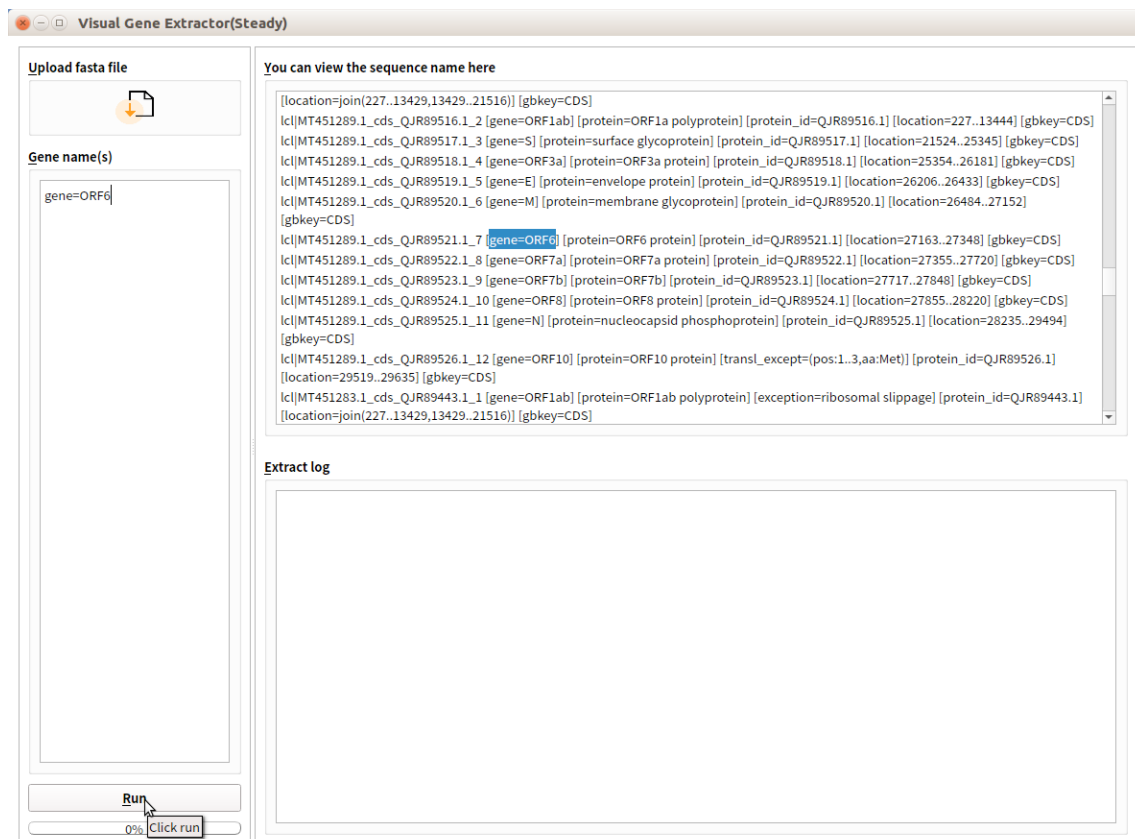 Visual Gene Extractor(Steady)
Upload fasta file
Gene name(s)
gene=ORF6
Run
0%
Click run
You can view the sequence name here
[location=join(227..13429,13429..21516)] [gbkey=CDS]
lcl|MT451289.1_cds_QJR89516.1_2 [gene=ORF1ab] [protein=ORF1a polyprotein] [protein_id=QJR89516.1] [location=227..13444] [gbkey=CDS]
lcl|MT451289.1_cds_QJR89517.1_3 [gene=S] [protein=surface glycoprotein] [protein_id=QJR89517.1] [location=21524..25345] [gbkey=CDS]
lcl|MT451289.1_cds_QJR89518.1_4 [gene=ORF3a] [protein=ORF3a protein] [protein_id=QJR89518.1] [location=25354..26181] [gbkey=CDS]
lcl|MT451289.1_cds_QJR89519.1_5 [gene=E] [protein=envelope protein] [protein_id=QJR89519.1] [location=26206..26433] [gbkey=CDS]
lcl|MT451289.1_cds_QJR89520.1_6 [gene=M] [protein=membrane glycoprotein] [protein_id=QJR89520.1] [location=26484..27152]
[gbkey=CDS]
lcl|MT451289.1_cds_QJR89521.1_7 [gene=ORF6] [protein=ORF6 protein] [protein_id=QJR89521.1] [location=27163..27348] [gbkey=CDS]
lcl|MT451289.1_cds_QJR89522.1_8 [gene=ORF7a] [protein=ORF7a protein] [protein_id=QJR89522.1] [location=27355..27720] [gbkey=CDS]
lcl|MT451289.1_cds_QJR89523.1_9 [gene=ORF7b] [protein=ORF7b] [protein_id=QJR89523.1] [location=27717..27848] [gbkey=CDS]
lcl|MT451289.1_cds_QJR89524.1_10 [gene=ORF8] [protein=ORF8 protein] [protein_id=QJR89524.1] [location=27855..28220] [gbkey=CDS]
lcl|MT451289.1_cds_QJR89525.1_11 [gene=N] [protein=nucleocapsid phosphoprotein] [protein_id=QJR89525.1] [location=28235..29494]
[gbkey=CDS]
lcl|MT451289.1_cds_QJR89526.1_12 [gene=ORF10] [protein=ORF10 protein] [transl_except=(pos:1..3,aa:Met)] [protein_id=QJR89526.1]
[location=29519..29635] [gbkey=CDS]
lcl|MT451283.1_cds_QJR89443.1_1 [gene=ORF1ab] [protein=ORF1ab polyprotein] [exception=ribosomal slippage] [protein_id=QJR89443.1]
[location=join(227..13429,13429..21516)] [gbkey=CDS]
Extract log